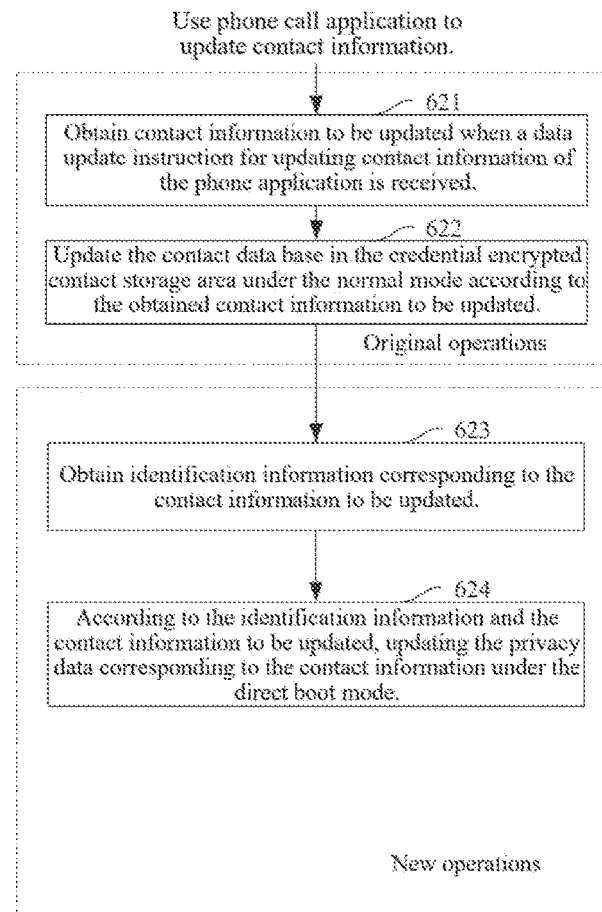 Use phone call application to
update contact information.
621
Obtain contact information to be updated when a data
update instruction for updating contact information of
the phone application is received.
622
Update the contact data base in the credential encrypted
contact storage area under the normal mode according to
the obtained contact information to be updated.
Original operations
623
Obtain identification information corresponding to the
contact information to be updated.
624
According to the identification information and the
contact information to be updated, updating the privacy
data corresponding to the contact information under the
direct boot mode.
New operations